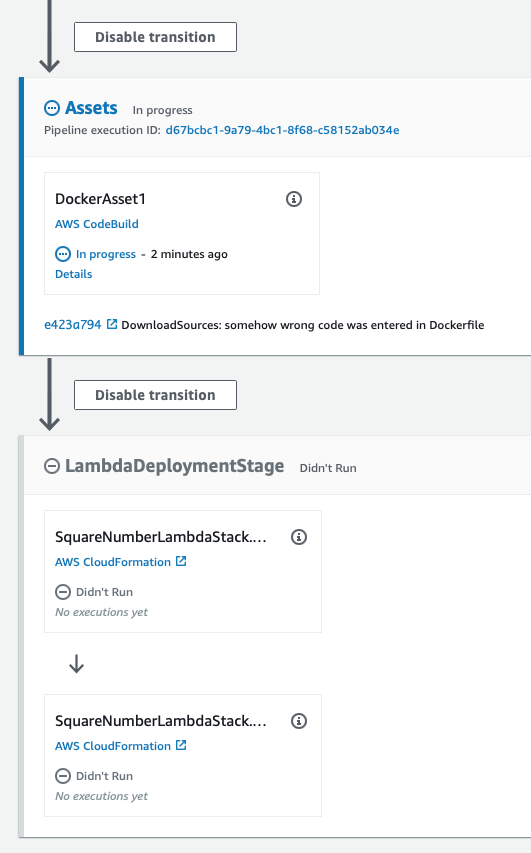 Disable transition
Assets In progress
Pipeline execution ID: d67bcbc1-9a79-4bc1-8f68-c58152ab034e
DockerAsset1
AWS CodeBuild
In progress - 2 minutes ago
Details
e423a794 DownloadSources: somehow wrong code was entered in Dockerfile
Disable transition
LambdaDeploymentStage Didn't Run
SquareNumberLambdaStack....
AWS CloudFormation
Didn't Run
No executions yet
SquareNumberLambdaStack....
AWS CloudFormation
Didn't Run
No executions yet